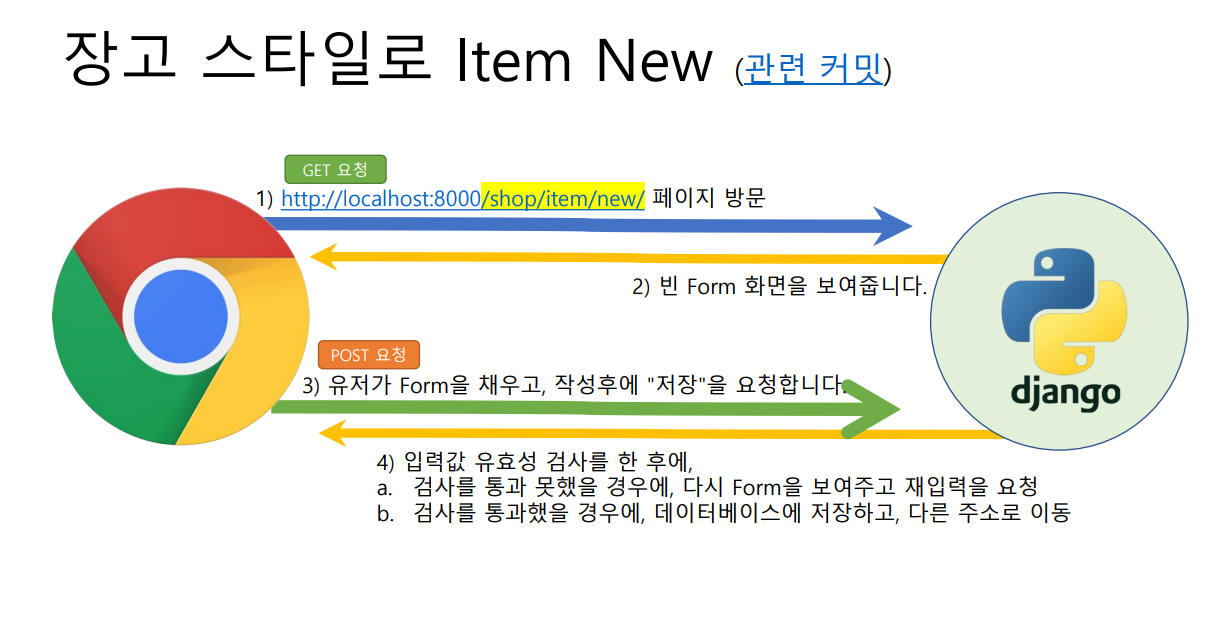 장고 스타일로 Item New (관련 커밋)
GET 요청
1) http://localhost:8000/shop/item/new/ 페이지 방문
2) 빈 Form 화면을 보여줍니다.
POST 요청
3) 유저가 Form을 채우고, 작성후에 "저장"을 요청합니다.
django
4) 입력값 유효성 검사를 한 후에,
a. 검사를 통과 못했을 경우에, 다시 Form을 보여주고 재입력을 요청
b. 검사를 통과했을 경우에, 데이터베이스에 저장하고, 다른 주소로 이동